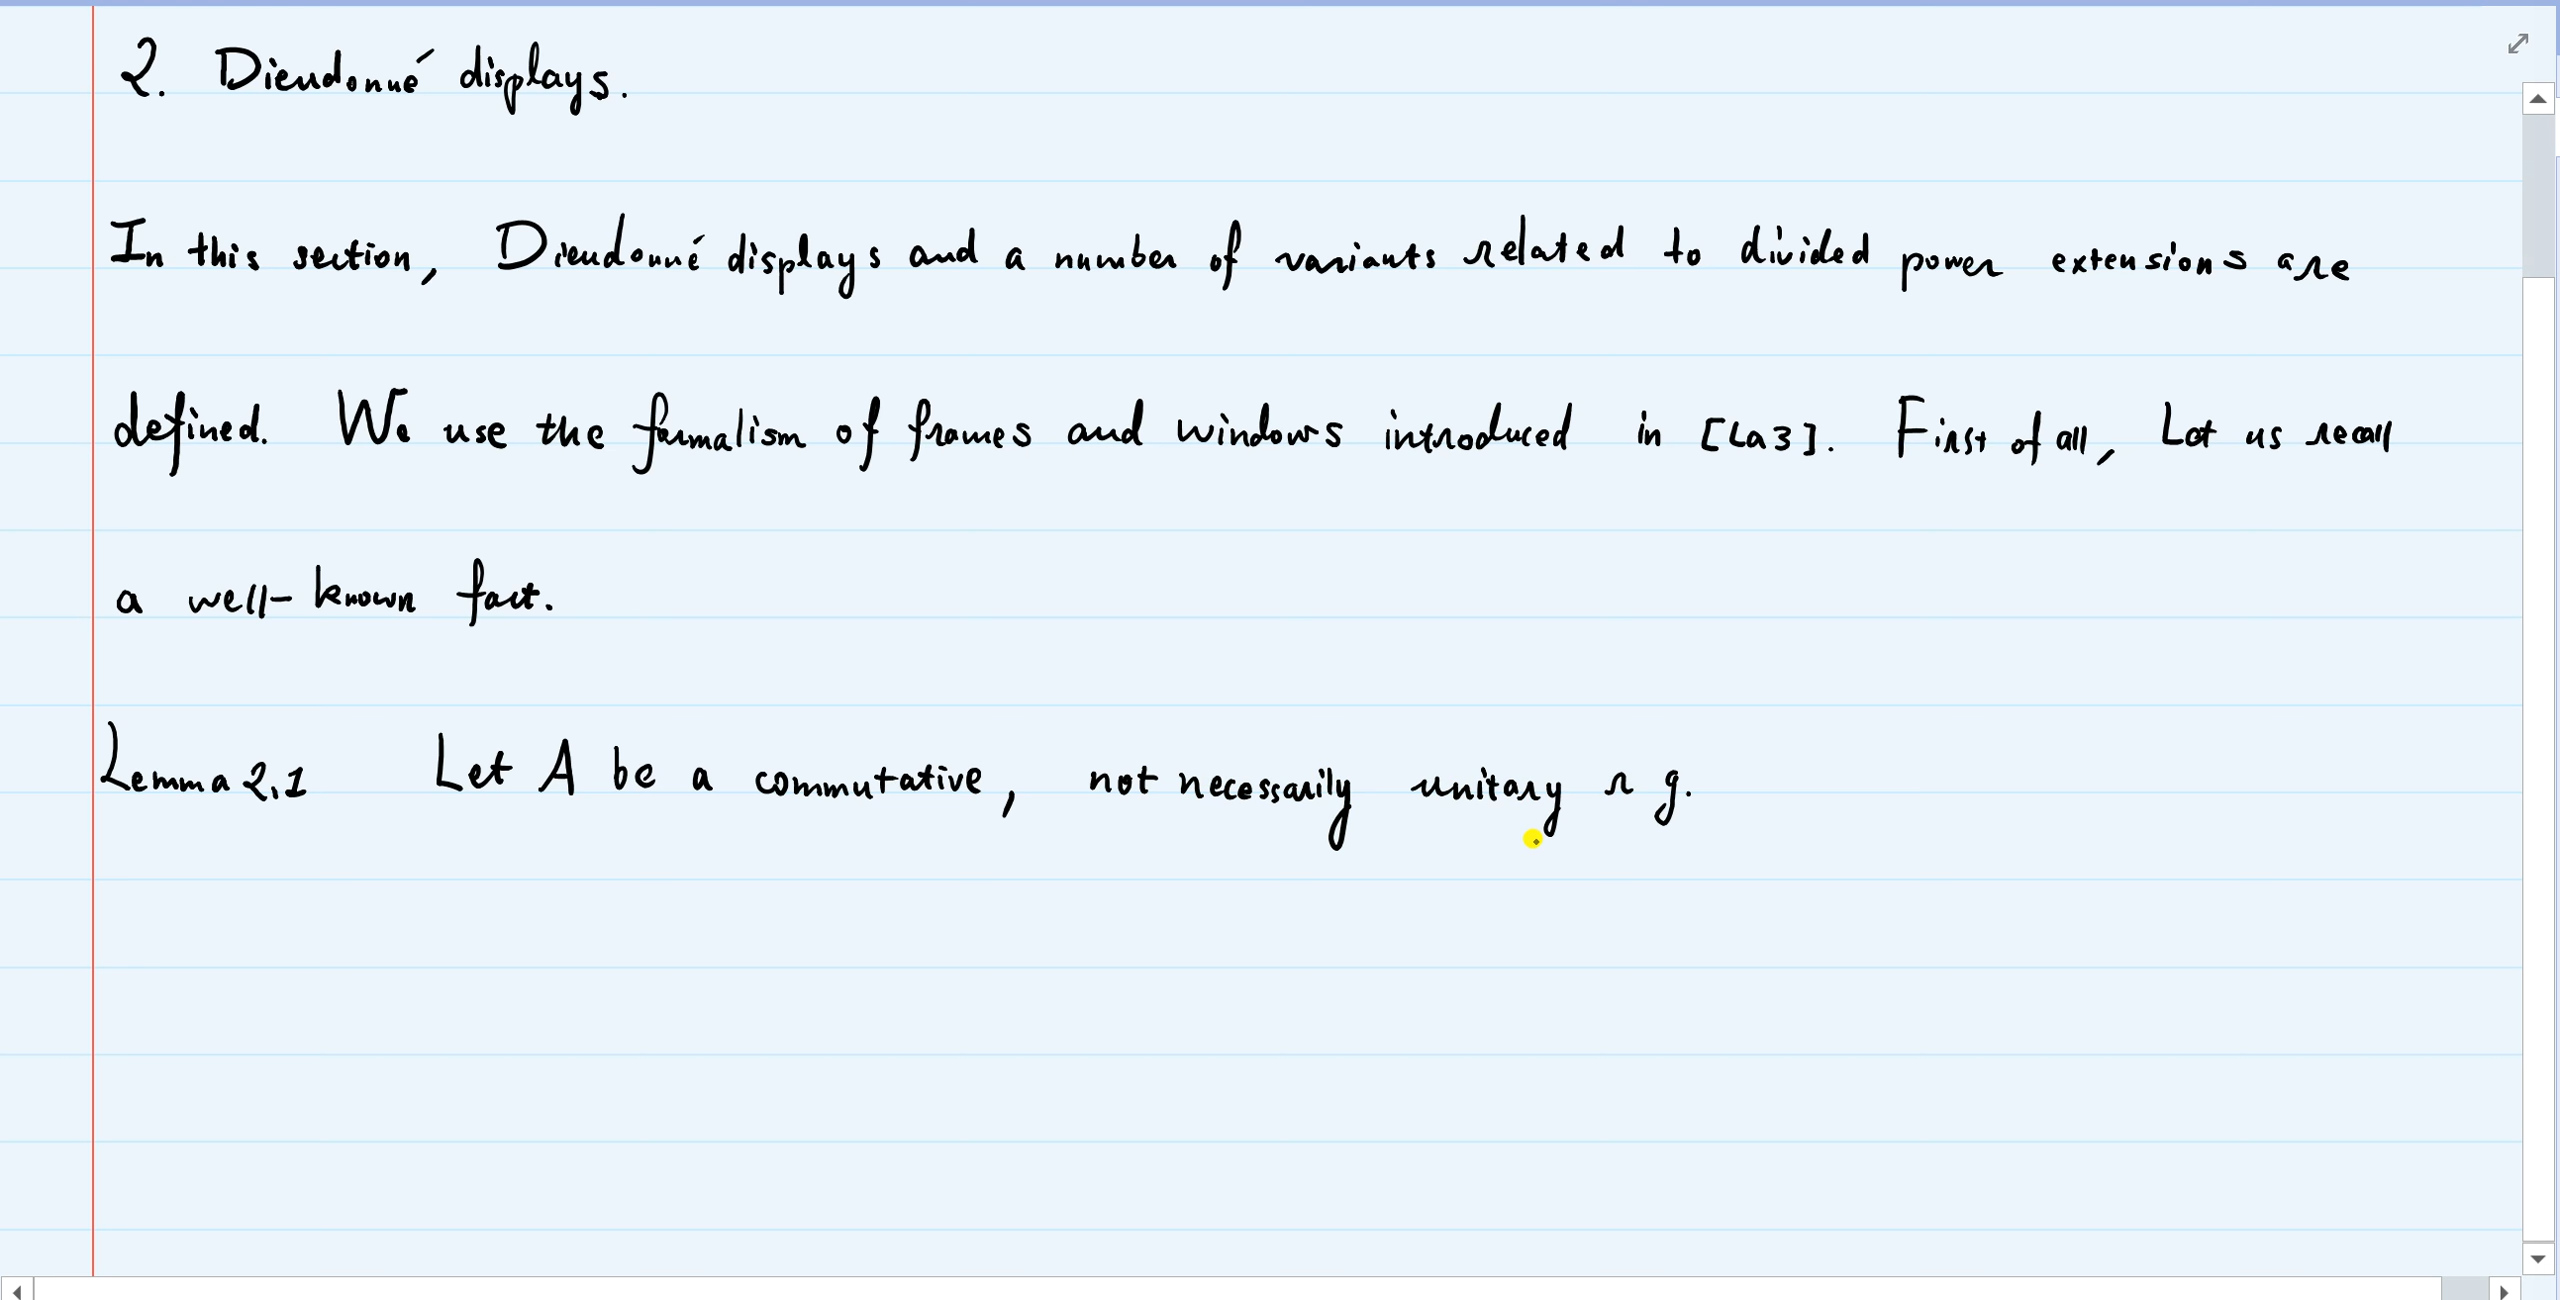 2. Dieudonné displays.
In this section, Dieudonné displays and a number of variants related to divided power extensions are
defined. We use the formalism of frames and windows introduced in [La3]. First of all, Let us recall
a well-known fact.
Lemma 2.1 Let A be a commutative, not necessarily unitary r g.